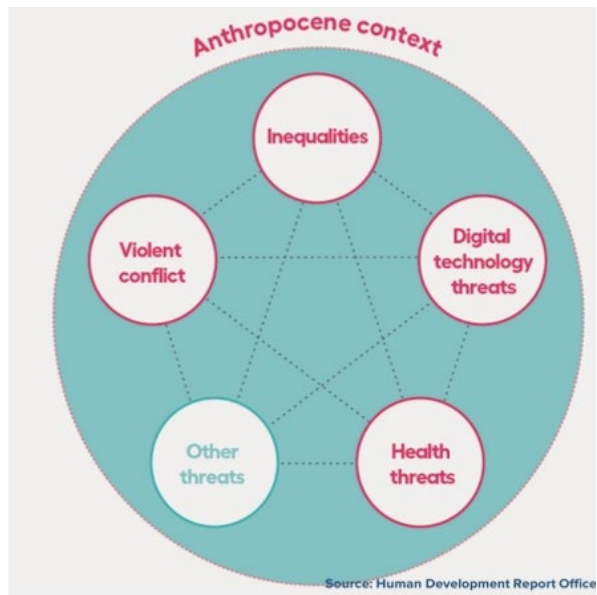 Anthropocene context
Inequalities
Violent
conflict
Digital
technology
threats
Other
threats
Health
threats
Source: Human Development Report Office